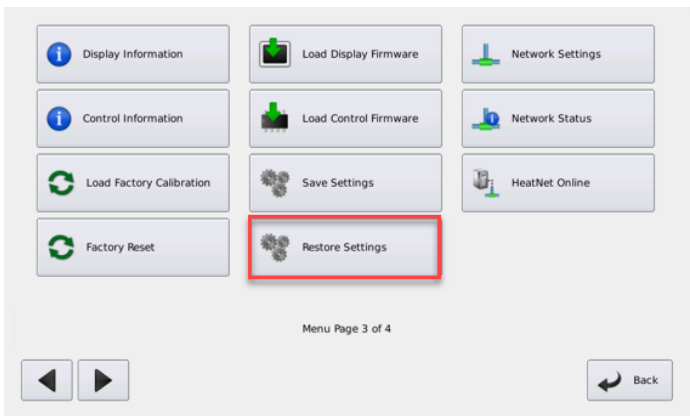 Display Information
Load Display Firmware
Network Settings
Control Information
Load Control Firmware
Network Status
Load Factory Calibration
Save Settings
HeatNet Online
Factory Reset
Restore Settings
Menu Page 3 of 4
Back